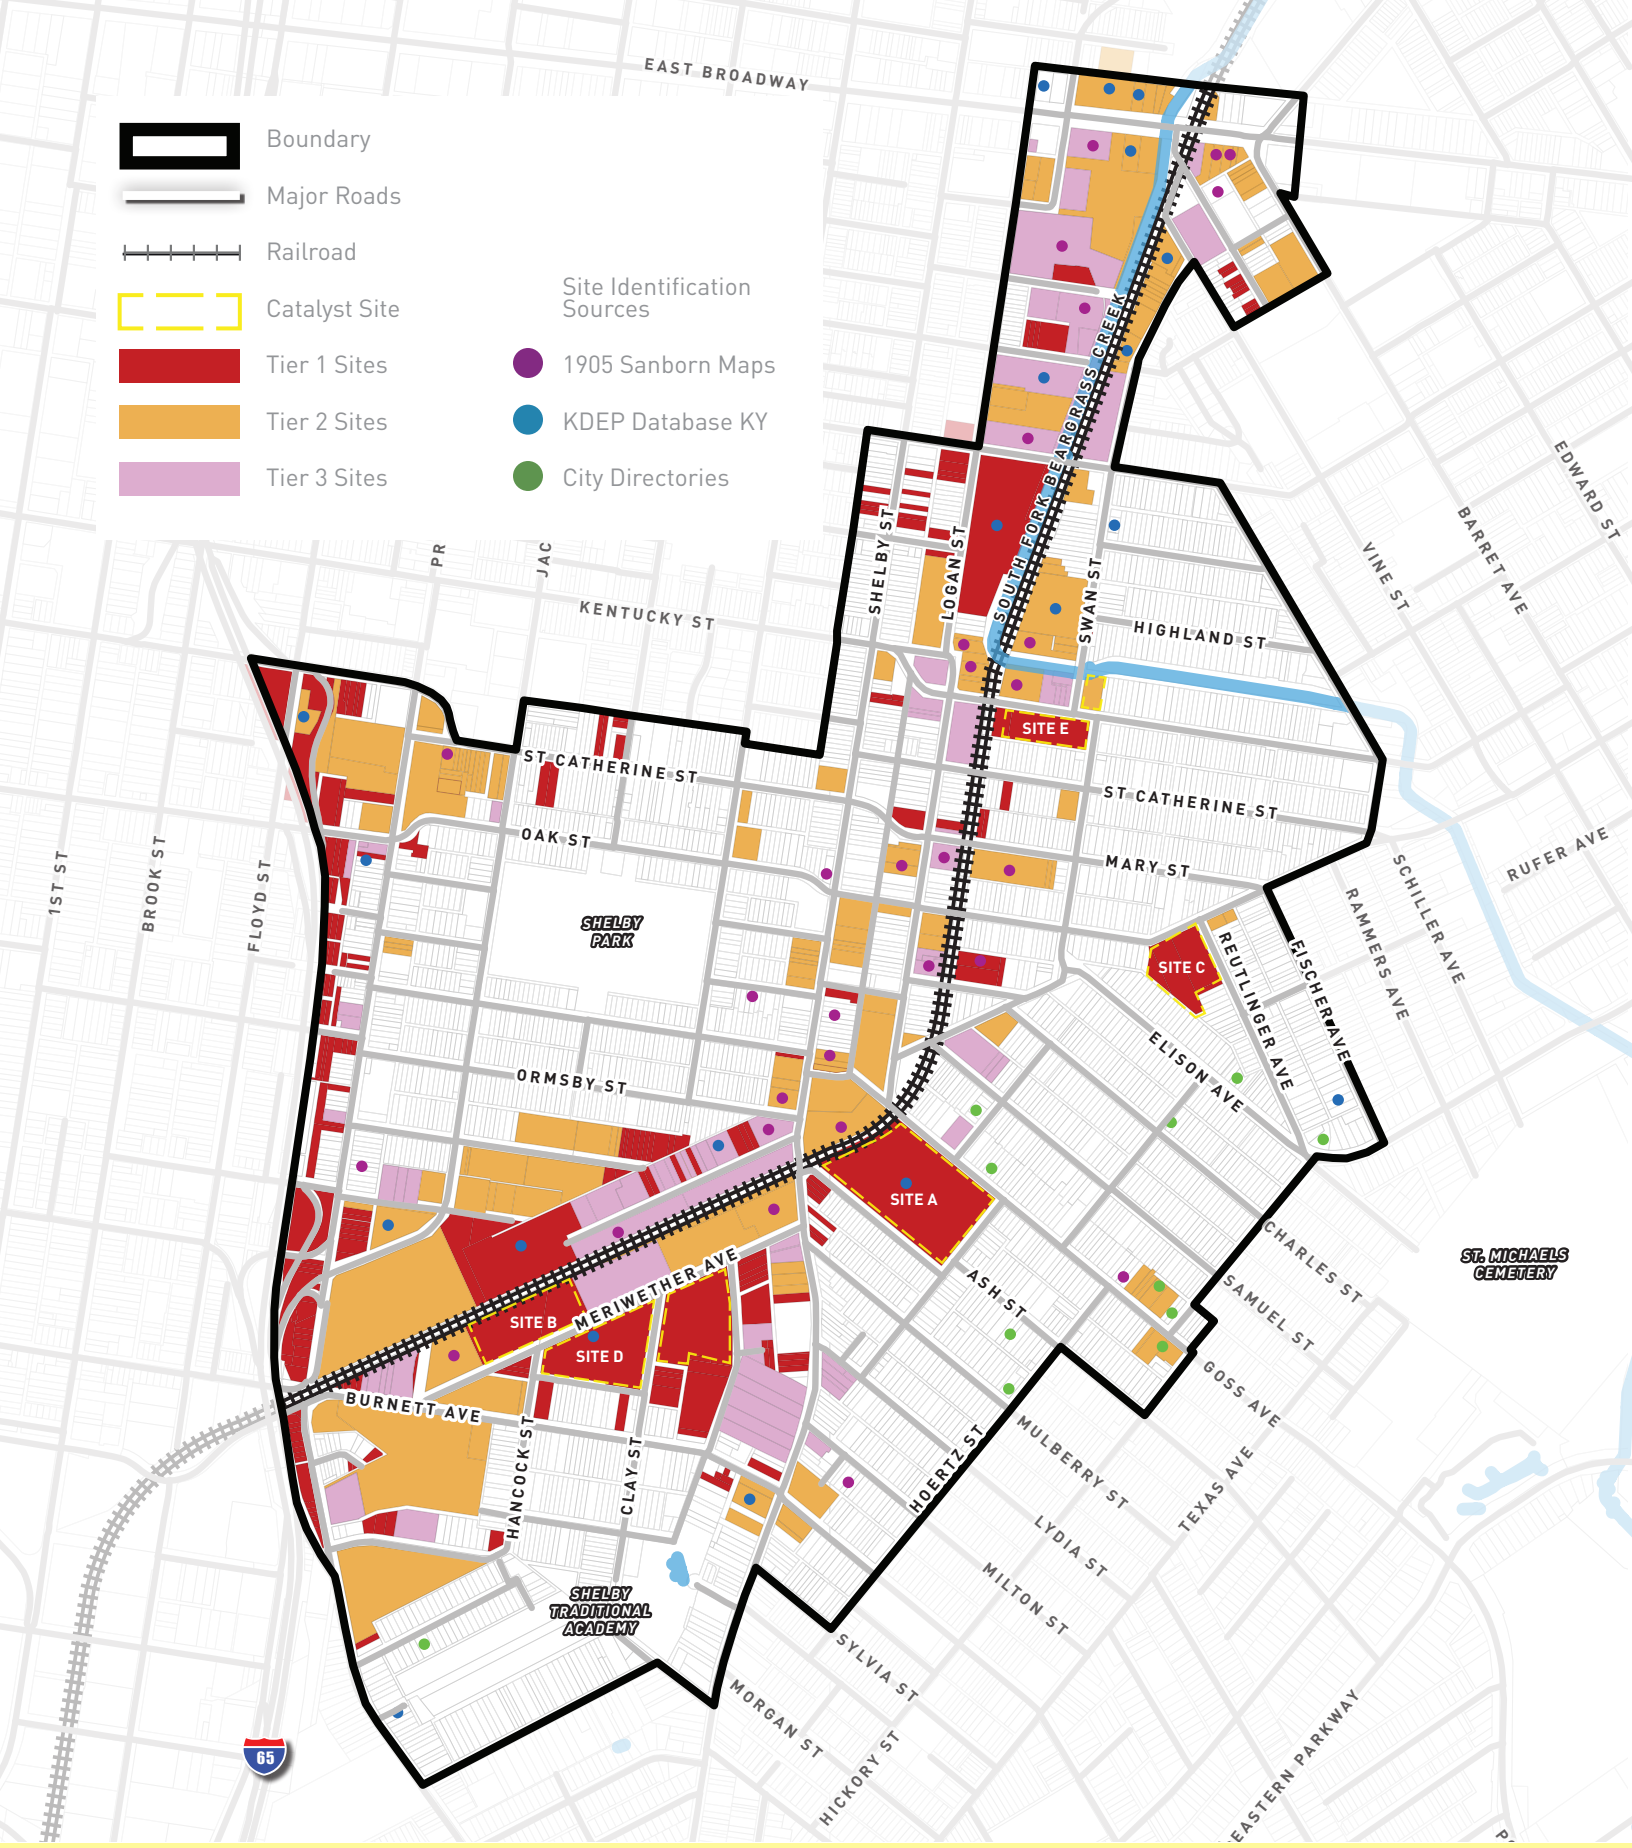 EAST BROADWAY
Boundary
Major Roads
Railroad
Catalyst Site
Tier 1 Sites
Tier 2 Sites
Tier 3 Sites
Site Identification
Sources
1905 Sanborn Maps
KDEP Database KY
City Directories
SOUTH FORK BEARGRASS CREEK
EDWARD ST
BARRET AVE
VINE ST
PR
JAC
KENTUCKY ST
SHELBY ST
LOGAN ST
SWAN ST
HIGHLAND ST
SITE E
ST CATHERINE ST
ST CATHERINE ST
OAK ST
MARY ST
RUFER AVE
SCHILLER AVE
RAMMERS AVE
1ST ST
BROOK ST
FLOYD ST
SHELBY
PARK
SITE C
REUTLINGER AVE
FISCHER AVE
ELISON AVE
ORMSBY ST
SITE A
ST. MICHAELS
CEMETERY
CHARLES ST
SAMUEL ST
ASH ST
GOSS AVE
MERIWETHER AVE
SITE B
SITE D
BURNETT AVE
HANCOCK ST
CLAY ST
HOERTZ ST
MULBERRY ST
TEXAS AVE
LYDIA ST
MILTON ST
SHELBY
TRADITIONAL
ACADEMY
SYLVIA ST
MORGAN ST
HICKORY ST
EASTERN PARKWAY
65